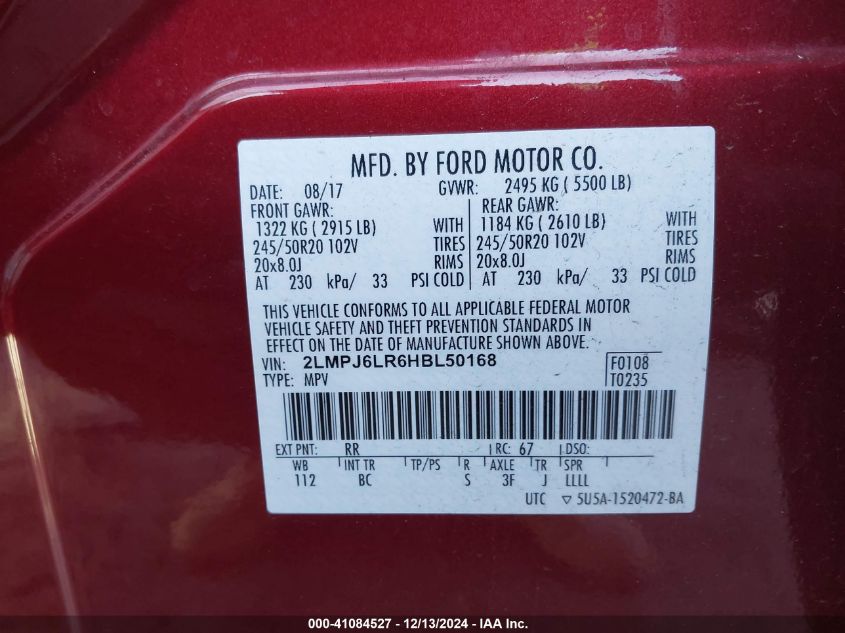 MFD. BY FORD MOTOR CO.
DATE: 08/17 GVWR: 2495 KG ( 5500 LB)
FRONT GAWR: REAR GAWR:
1322 KG ( 2915 LB) WITH 1184 KG ( 2610 LB) WITH
245/50R20 102V TIRES 245/50R20 102V TIRES
20x8.0J RIMS 20x8.0J RIMS
AT 230 kPa/ 33 PSI COLD AT 230 kPa/ 33 PSI COLD
THIS VEHICLE CONFORMS TO ALL APPLICABLE FEDERAL MOTOR
VEHICLE SAFETY AND THEFT PREVENTION STANDARDS IN
EFFECT ON THE DATE OF MANUFACTURE SHOWN ABOVE.
VIN: 2LMPJ6LR6HBL50168 F0108
TYPE: MPV T0235
EXT PNT: RR RC: 67 DSO:
WB INT TR TP/PS R AXLE TR SPR
112 BC S 3F J LLLL
UTC ▽ 5U5A-1520472-BA
000-41084527 - 12/13/2024 - IAAI.com.